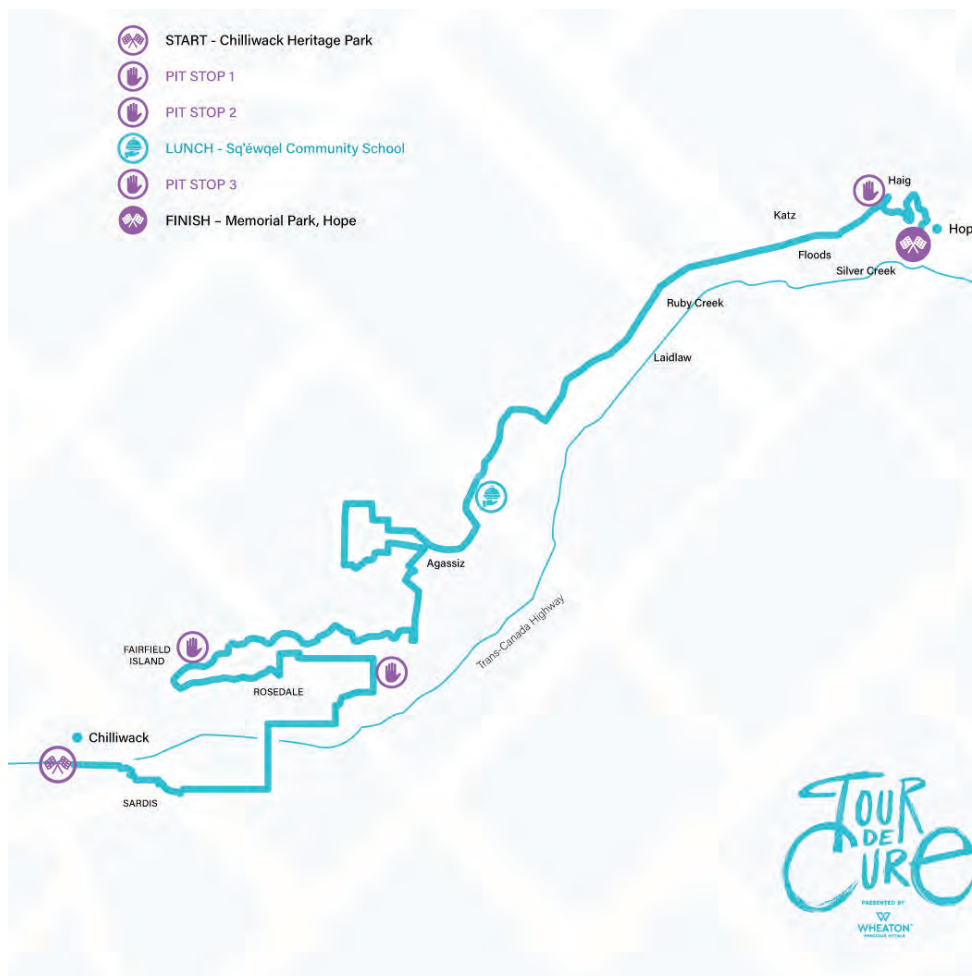 START - Chilliwack Heritage Park
PIT STOP 1
PIT STOP 2
LUNCH - Sq'éwqel Community School
PIT STOP 3
FINISH – Memorial Park, Hope
Haig
Katz
Hop
Floods
Silver Creek
Ruby Creek
Laidlaw
Agassiz
Trans-Canada Highway
FAIRFIELD
ISLAND
ROSEDALE
Chilliwack
SARDIS
TOUR
DE
CURE
PRESENTED BY
W
WHEATON